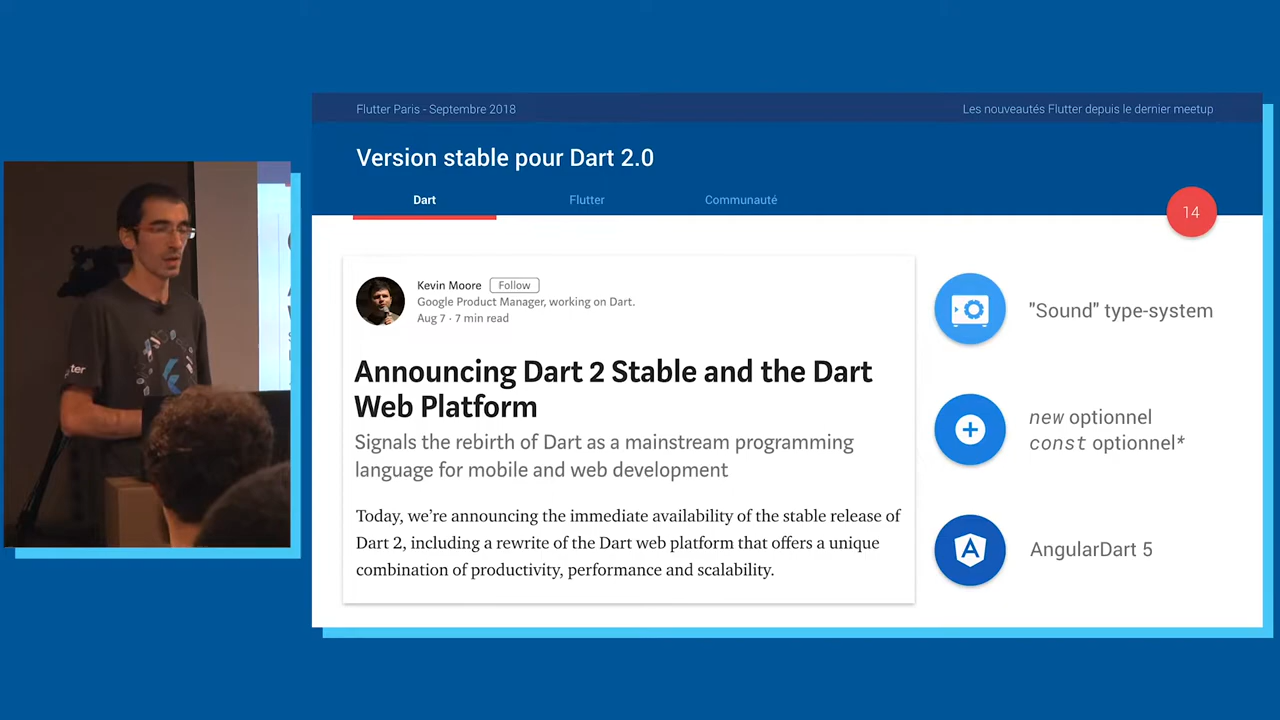 Flutter Paris - Septembre 2018
Les nouveautés Flutter depuis le dernier meetup
Version stable pour Dart 2.0
Dart
Flutter
Communauté
14
Kevin Moore
Follow
Google Product Manager, working on Dart.
Aug 7 · 7 min read
Announcing Dart 2 Stable and the Dart
Web Platform
Signals the rebirth of Dart as a mainstream programming
language for mobile and web development
Today, we’re announcing the immediate availability of the stable release of
Dart 2, including a rewrite of the Dart web platform that offers a unique
combination of productivity, performance and scalability.
"Sound" type-system
new optionnel
const optionnel*
AngularDart 5